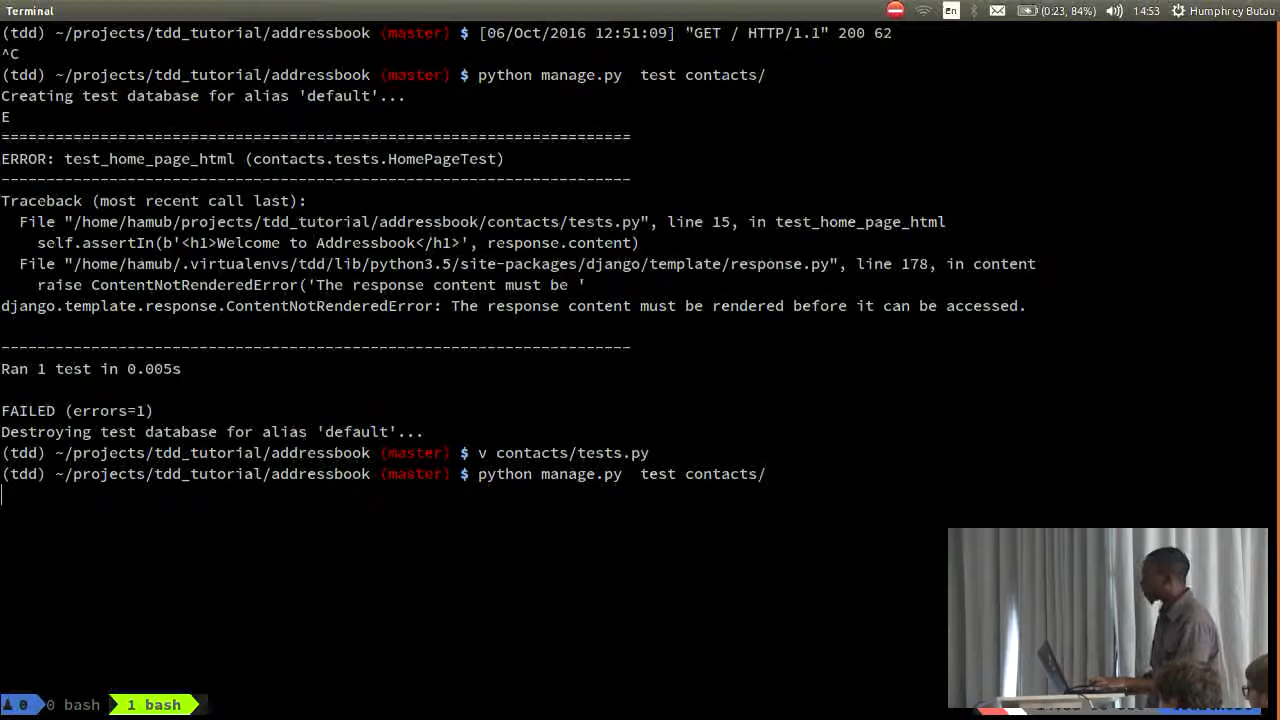 Terminal
En
(0:23, 84%)
14:53
Humphrey Butau
(tdd) ~/projects/tdd_tutorial/addressbook (master) $ [06/Oct/2016 12:51:09] "GET / HTTP/1.1" 200 62
^C
(tdd) ~/projects/tdd_tutorial/addressbook (master) $ python manage.py  test contacts/
Creating test database for alias 'default'...
E
======================================================================
ERROR: test_home_page_html (contacts.tests.HomePageTest)
----------------------------------------------------------------------
Traceback (most recent call last):
  File "/home/hamub/projects/tdd_tutorial/addressbook/contacts/tests.py", line 15, in test_home_page_html
    self.assertIn(b'<h1>Welcome to Addressbook</h1>', response.content)
  File "/home/hamub/.virtualenvs/tdd/lib/python3.5/site-packages/django/template/response.py", line 178, in content
    raise ContentNotRenderedError('The response content must be '
django.template.response.ContentNotRenderedError: The response content must be rendered before it can be accessed.
----------------------------------------------------------------------
Ran 1 test in 0.005s
FAILED (errors=1)
Destroying test database for alias 'default'...
(tdd) ~/projects/tdd_tutorial/addressbook (master) $ v contacts/tests.py
(tdd) ~/projects/tdd_tutorial/addressbook (master) $ python manage.py  test contacts/
0 0 bash 1 bash